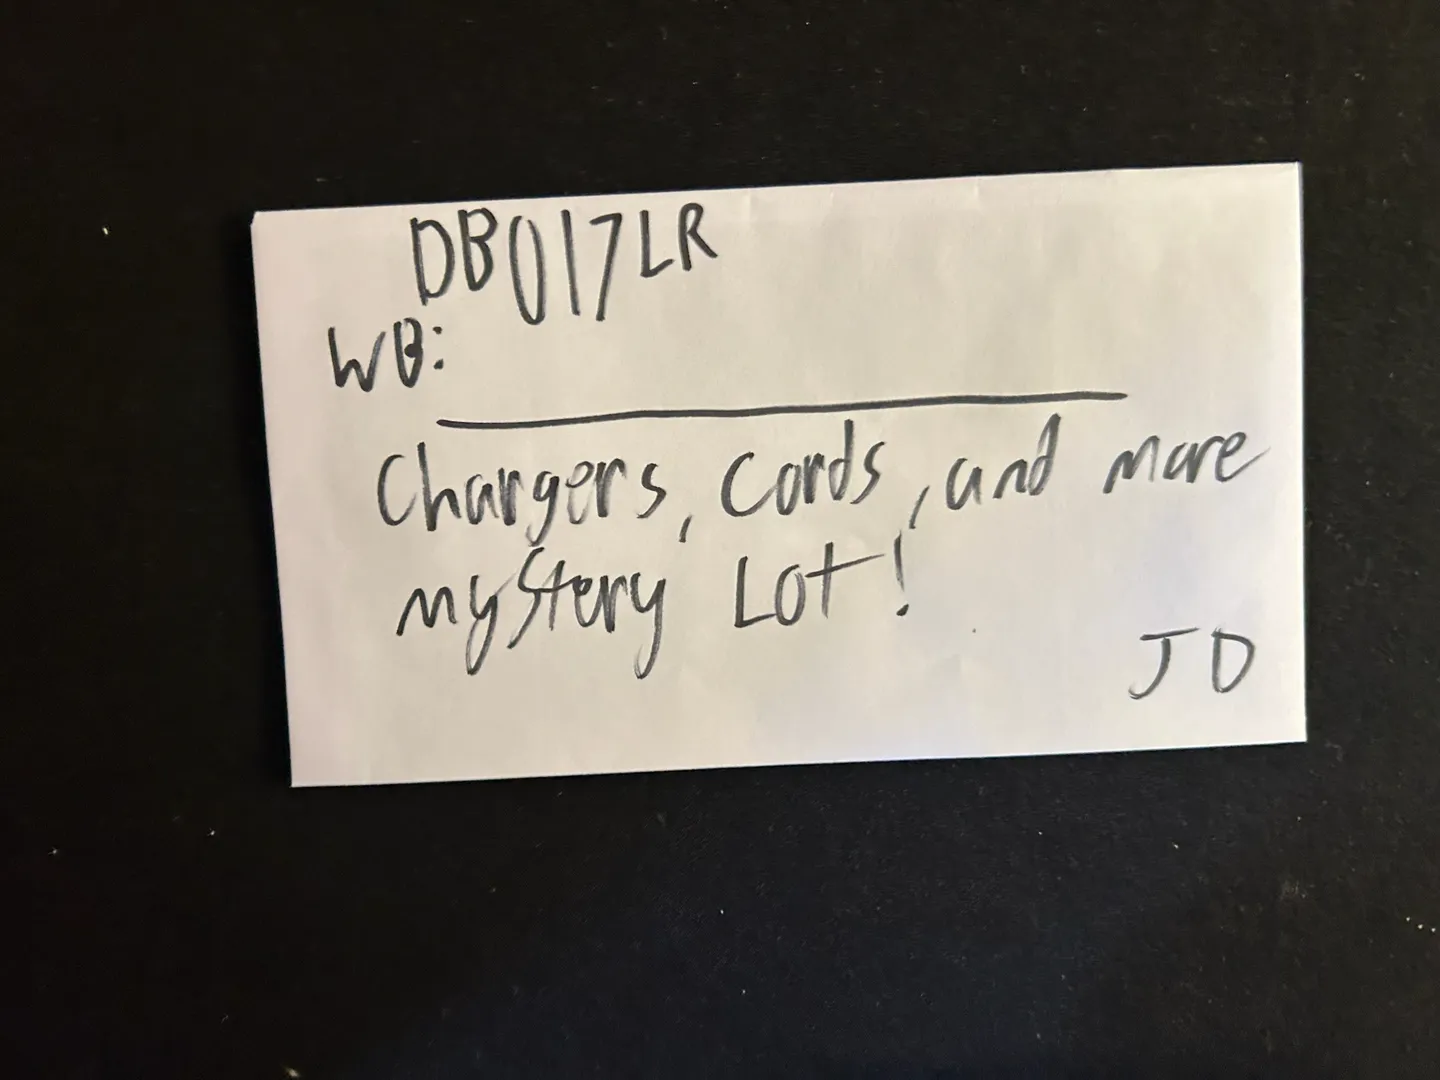 DB017LR
WB:
Chargers, Cords, and more
mystery Lot!
JD